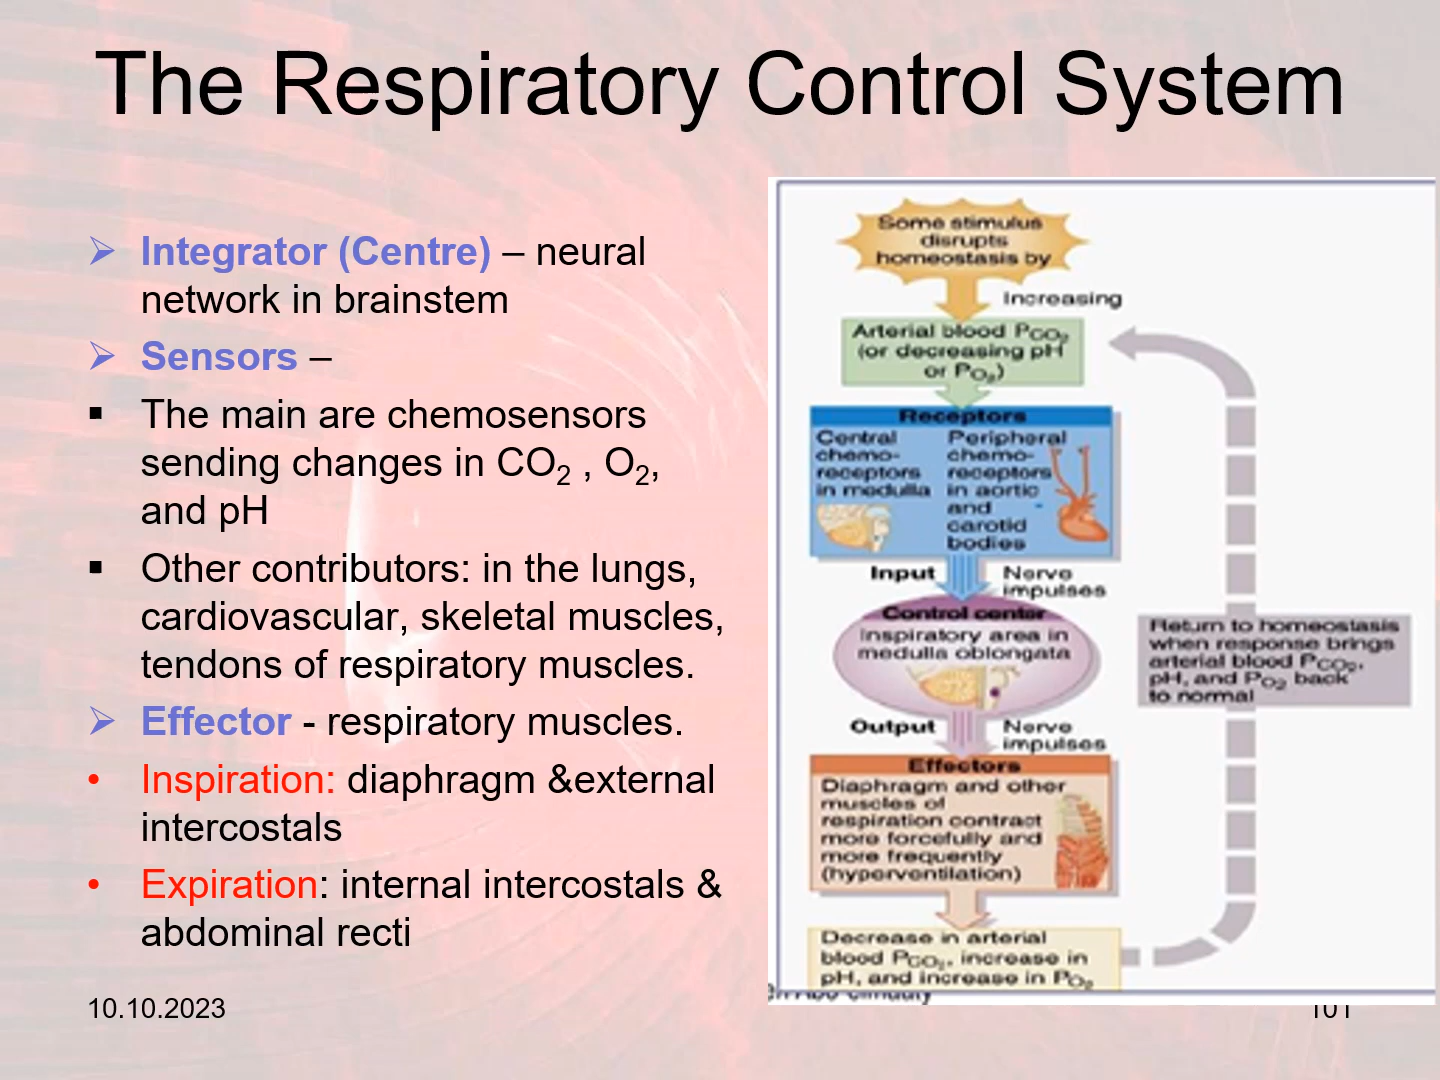 The Respiratory Control System
➢ Integrator (Centre) – neural
network in brainstem
➢ Sensors –
▪ The main are chemosensors
sending changes in CO₂ , O₂,
and pH
▪ Other contributors: in the lungs,
cardiovascular, skeletal muscles,
tendons of respiratory muscles.
➢ Effector - respiratory muscles.
• Inspiration: diaphragm &external
intercostals
• Expiration: internal intercostals &
abdominal recti
Some stimulus
disrupts
homeostasis by
Increasing
Arterial blood PCO₂
(or decreasing pH
or PO₂)
Receptors
Central
chemo-
receptors
in medulla
Peripheral
chemo-
receptors
in aortic
and
carotid
bodies
Input
Nerve
impulses
Control center
Inspiratory area in
medulla oblongata
Output
Nerve
impulses
Effectors
Diaphragm and other
muscles of
respiration contract
more forcefully and
more frequently
(hyperventilation)
Decrease in arterial
blood PCO₂, increase in
pH, and increase in PO₂
Return to homeostasis
when response brings
arterial blood PCO₂,
pH, and PO₂ back
to normal
10.10.2023
101